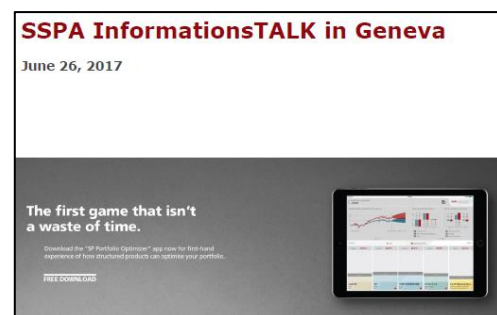 SSPA InformationsTALK in Geneva
June 26, 2017
The first game that isn't
a waste of time.
Download the "SP Portfolio Optimizer" app now for first-hand
experience of how structured products can optimise your portfolio.
FREE DOWNLOAD